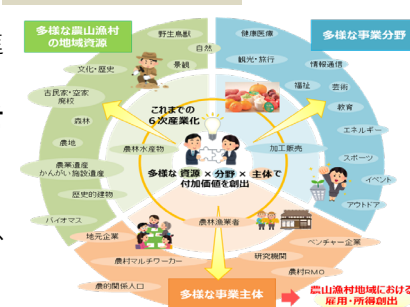 多様な農山漁村
の地域資源
野生鳥獣
自然
景観
文化・歴史
古民家・空家
廃校
森林
農地
農業遺産
かんがい施設遺産
歴史的建物
バイオマス
農林水産物
健康医療
多様な事業分野
観光・旅行
情報通信
福祉
芸術
教育
エネルギー
スポーツ
イベント
アウトドア
加工販売
これまでの
6次産業化
多様な 資源 × 分野 × 主体で
付加価値を創出
農林漁業者
地元企業
農村マルチワーカー
農的関係人口
ベンチャー企業
研究機関
農村RMO
多様な事業主体
農山漁村地域における
雇用・所得創出